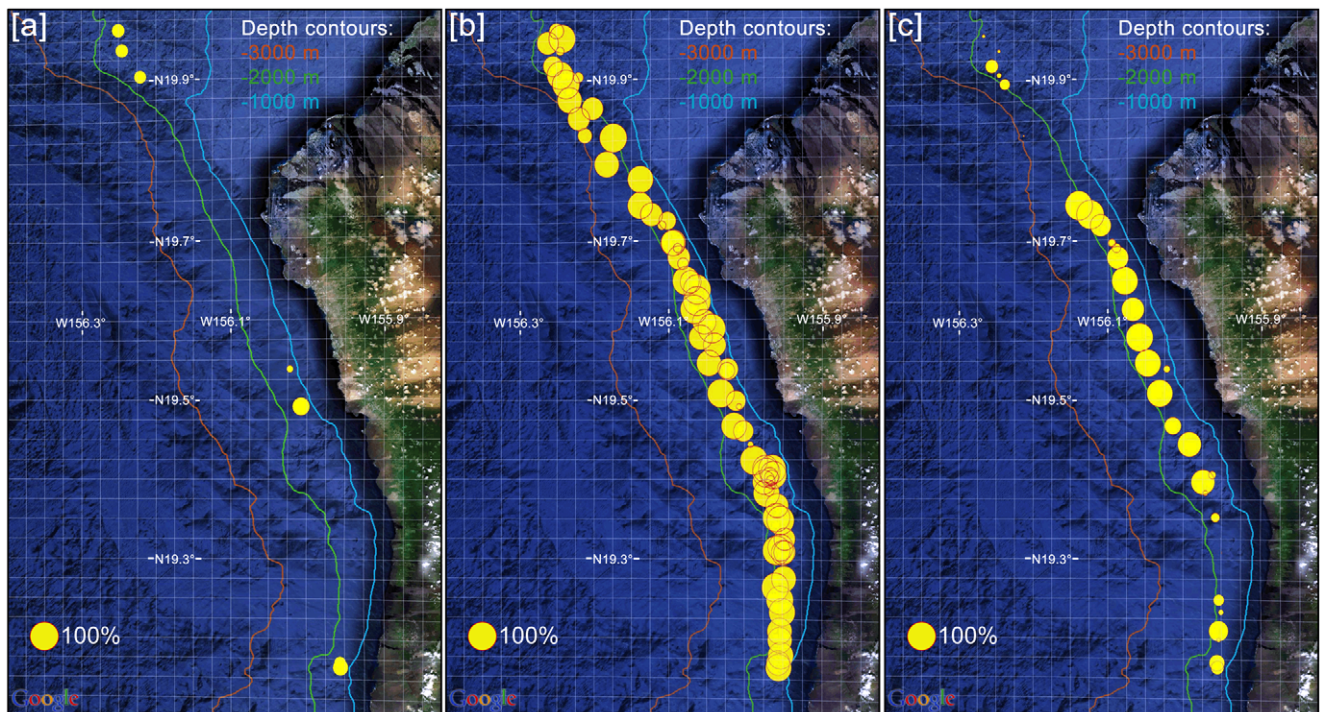 [a]
Depth contours:
-3000 m
-2000 m
-1000 m
-N19.9°-
-N19.7°-
W156.3°
W156.1°
W155.9°
-N19.5°-
-N19.3°-
100%
Google
[b]
Depth contours:
-3000 m
-2000 m
-1000 m
-N19.9°-
-N19.7°-
W156.3°
W156.1°
W155.9°
-N19.5°-
-N19.3°-
100%
Google
[c]
Depth contours:
-3000 m
-2000 m
-1000 m
-N19.9°-
-N19.7°-
W156.3°
W156.1°
W155.9°
-N19.5°-
-N19.3°-
100%
Google